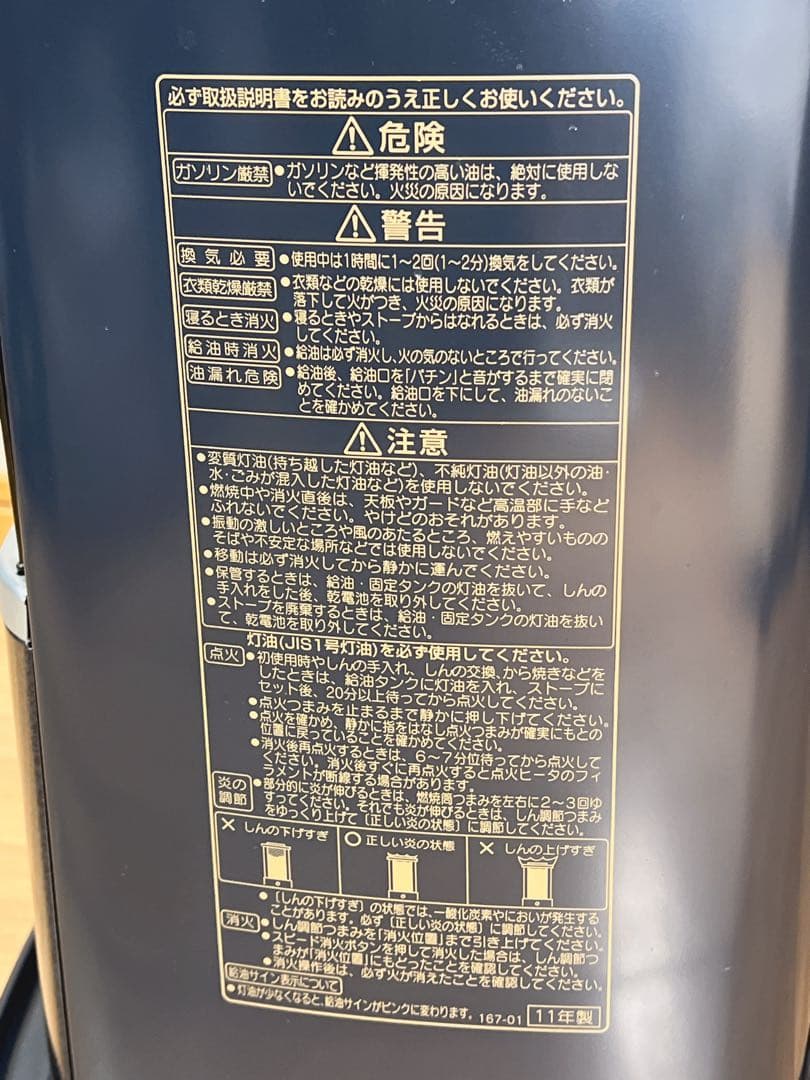 必ず取扱説明書をお読みのうえ正しくお使いください。
⚠危険
ガソリン厳禁 ●ガソリンなど揮発性の高い油は、絶対に使用しな
いでください。火災の原因になります。
⚠警告
換気必要 ●使用中は1時間に1〜2回(1〜2分)換気をしてください。
衣類乾燥厳禁 ●衣類などの乾燥には使用しないでください。衣類が
落下して火がつき、火災の原因になります。
寝るとき消火 ●寝るときやストーブからはなれるときは、必ず消火
してください。
給油時消火 ●給油は必ず消火し、火の気のないところで行ってください。
油漏れ危険 ●給油後、給油口を「パチン」と音がするまで確実に閉
めてください。給油口を下にして、油漏れのないこ
とを確かめてください。
⚠注意
●変質灯油(持ち越した灯油など)、不純灯油(灯油以外の油・
水・ごみが混入した灯油など)を使用しないでください。
●燃焼中や消火直後は、天板やガードなど高温部に手など
ふれないでください。やけどのおそれがあります。
●振動の激しいところや風のあたるところ、燃えやすいものの
そばや不安定な場所などでは使用しないでください。
●移動は必ず消火してから静かに運んでください。
●保管するときは、給油・固定タンクの灯油を抜いて、しんの
手入れをした後、乾電池を取り外してください。
●ストーブを廃棄するときは、給油・固定タンクの灯油を抜い
て、乾電池を取り外してください。
灯油(JIS1号灯油)を必ず使用してください。
点火 ●初使用時やしんの手入れ、しんの交換、から焼きなどを
したときは、給油タンクに灯油を入れ、ストーブに
セット後、20分以上待ってから点火してください。
●点火つまみを止まるまで静かに押し下げてください。
●点火を確かめ、静かに指をはなし点火つまみが確実にもとの
位置に戻っていることを確かめてください。
●消火後再点火するときは、6〜7分位待ってから点火して
ください。消火後すぐに再点火すると点火ヒータのフィ
ラメントが断線する場合があります。
炎の
調節
●部分的に炎が伸びるときは、燃焼筒つまみを左右に2〜3回ゆ
すってください。それでも炎が伸びるときは、しん調節つまみ
をゆっくり上げて〔正しい炎の状態〕に調節してください。
× しんの下げすぎ ○ 正しい炎の状態 × しんの上げすぎ
●〔しんの下げすぎ〕の状態では、一酸化炭素やにおいが発生する
ことがあります。必ず〔正しい炎の状態〕に調節してください。
消火 ●しん調節つまみを「消火位置」まで引き上げてください。
●スピード消火ボタンを押して消火した場合は、しん調節つ
まみが「消火位置」にもどったことを確認してください。
●消火操作後は、必ず火が消えたことを確認してください。
給油サイン表示について
●灯油が少なくなると、給油サインがピンクに変わります。 167-01 11年製